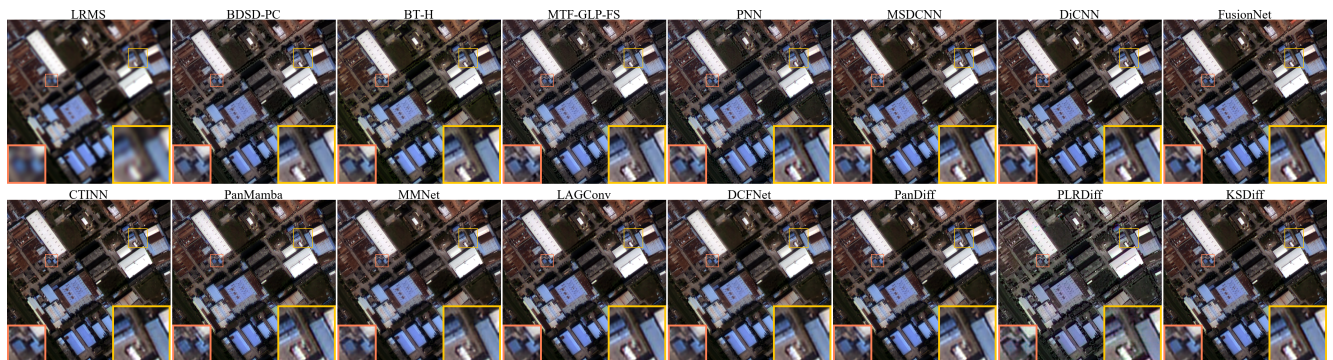 LRMS BDSD-PC BT-H MTF-GLP-FS PNN MSDCNN DiCNN FusionNet
CTINN PanMamba MMNet LAGConv DCFNet PanDiff PLRDiff KSDiff